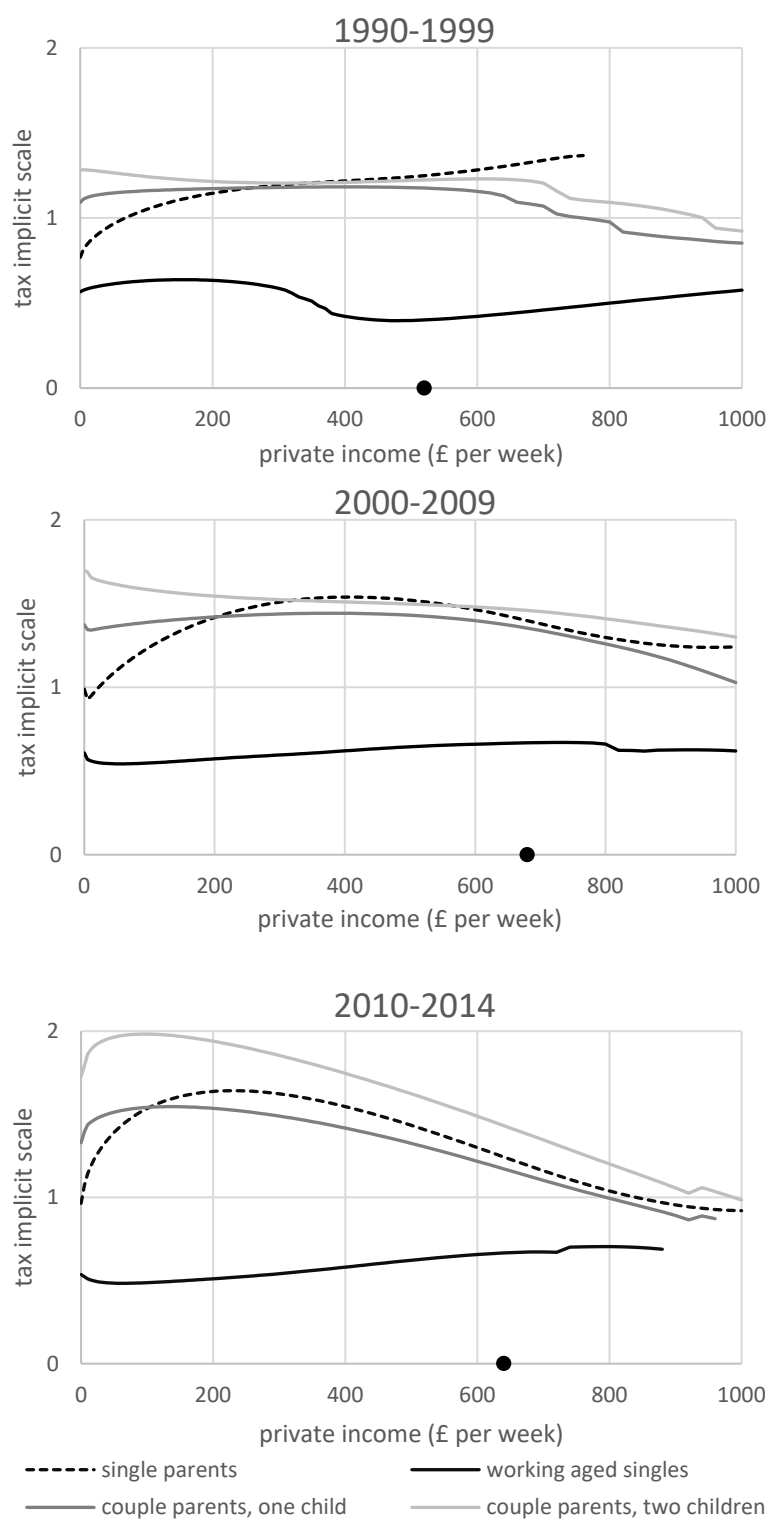 1990-1999
2
1
0
tax implicit scale
0 200 400 600 800 1000
private income (£ per week)
2000-2009
2
1
0
tax implicit scale
0 200 400 600 800 1000
private income (£ per week)
2010-2014
2
1
0
tax implicit scale
0 200 400 600 800 1000
private income (£ per week)
single parents working aged singles
couple parents, one child couple parents, two children